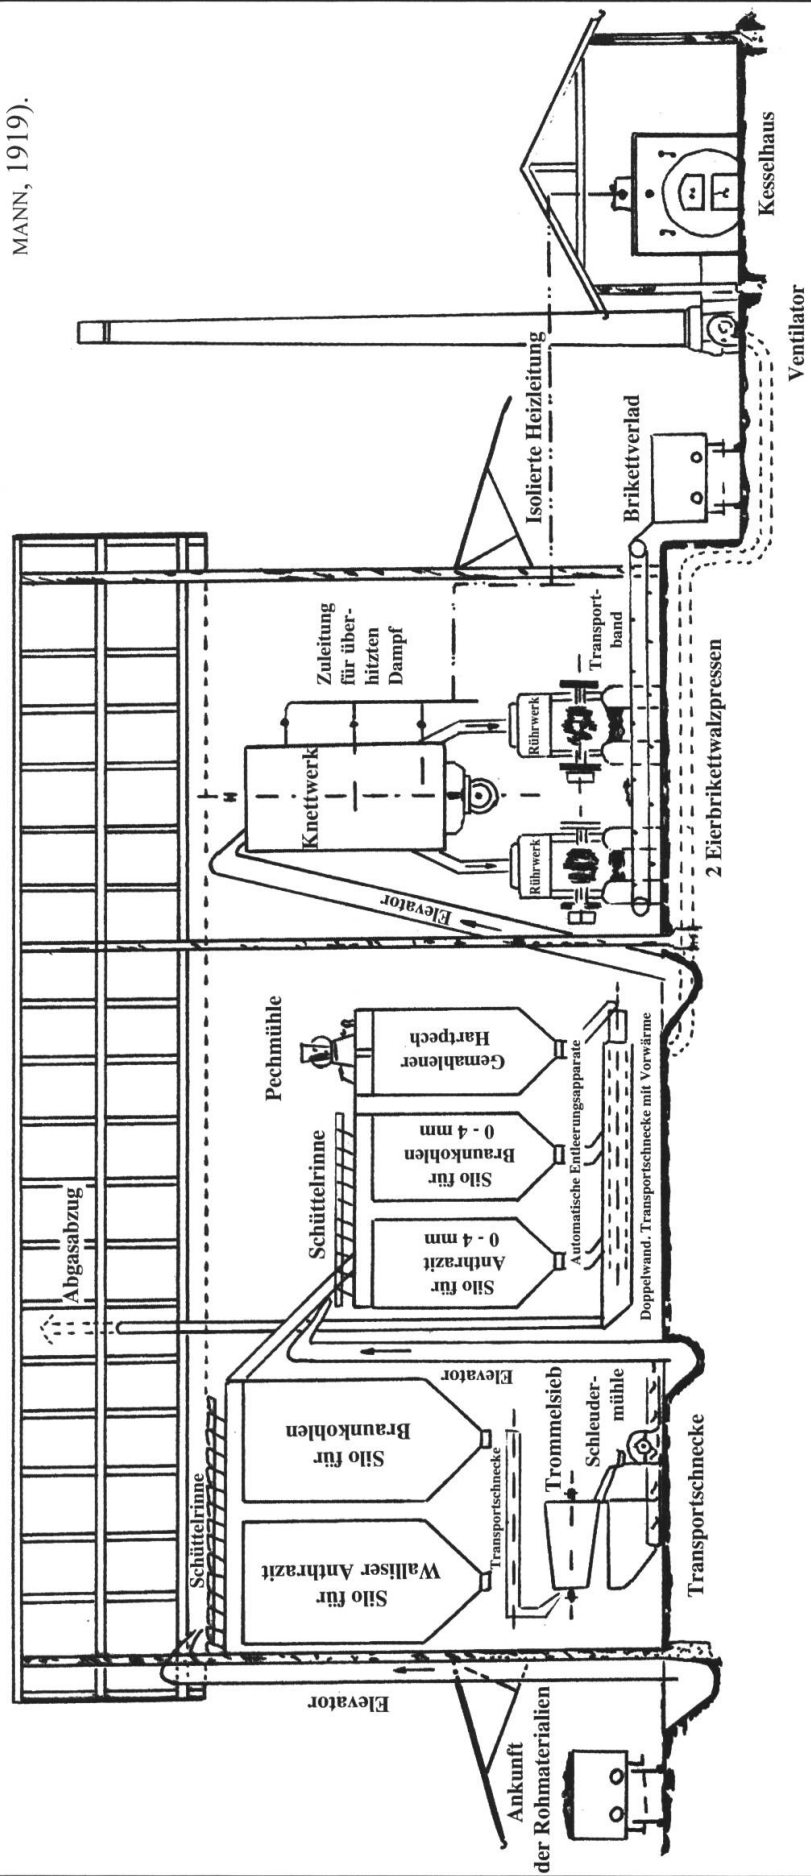 MANN, 1919).
Abgasabzug
Schüttelrinne
Elevator
Ankunft
der Rohmaterialien
Silo für
Walliser Anthrazit
Silo für
Braunkohlen
Transportschnecke
Trommelsieb
Schleuder-
mühle
Transportschnecke
Elevator
Schüttelrinne
Pechmühle
Silo für
Anthrazit
0 - 4 mm
Silo für
Braunkohlen
0 - 4 mm
Gemahlener
Hartpech
Automatische Entleerungsapparate
Doppelwand. Transportschnecke mit Vorwärme
Elevator
Knettwerk
Zuleitung
für über-
hitzten
Dampf
Rührwerk
Rührwerk
Transport-
band
2 Eierbrikettwalzpressen
Isolierte Heizleitung
Brikettverlad
Ventilator
Kesselhaus